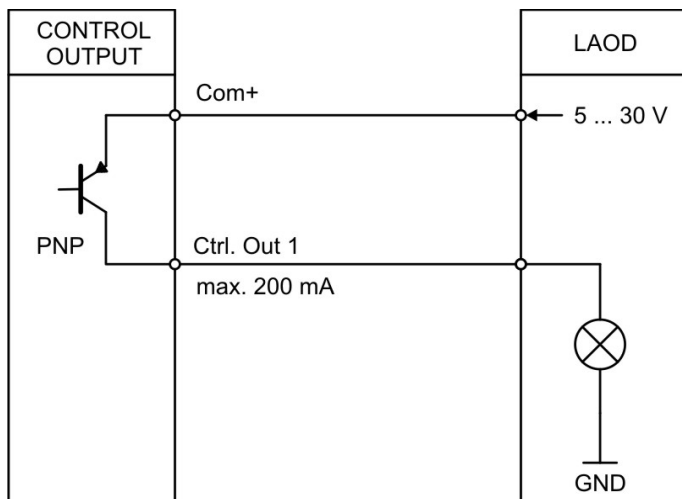 CONTROL
OUTPUT
LAOD
Com+
5 ... 30 V
PNP
Ctrl. Out 1
max. 200 mA
GND